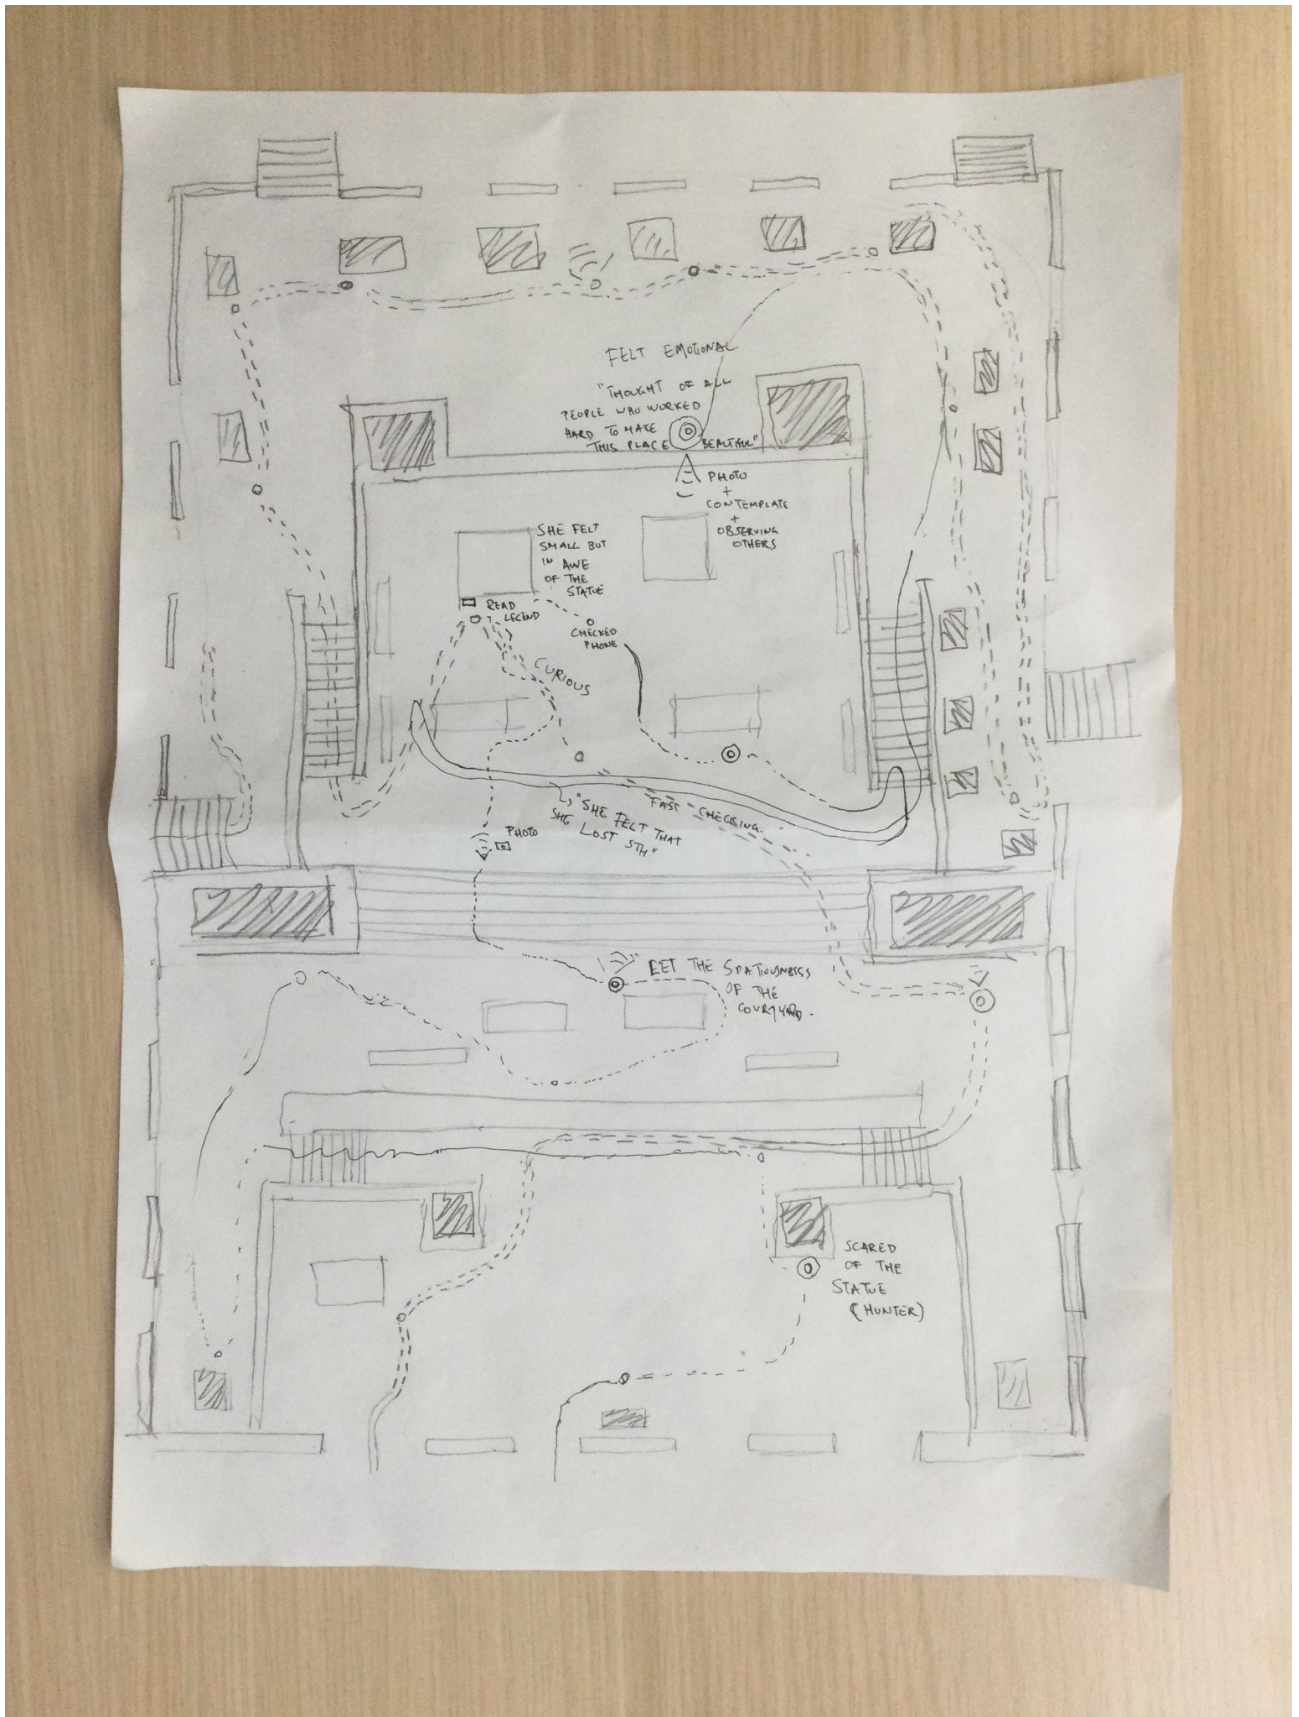 FELT EMOTIONAL
"THOUGHT OF ALL
PEOPLE WHO WORKED
HARD TO MAKE
THIS PLACE BEAUTIFUL"
PHOTO
+
CONTEMPLATE
+
OBSERVING
OTHERS
SHE FELT
SMALL BUT
IN AWE
OF THE
STATUE
READ
LEGEND
CHECKED
PHONE
CURIOUS
FAST CHECKING.
"SHE FELT THAT
SHE LOST STH"
PHOTO
THE SPATIOUSNESS
OF THE
COURTYARD.
SCARED
OF THE
STATUE
(HUNTER)